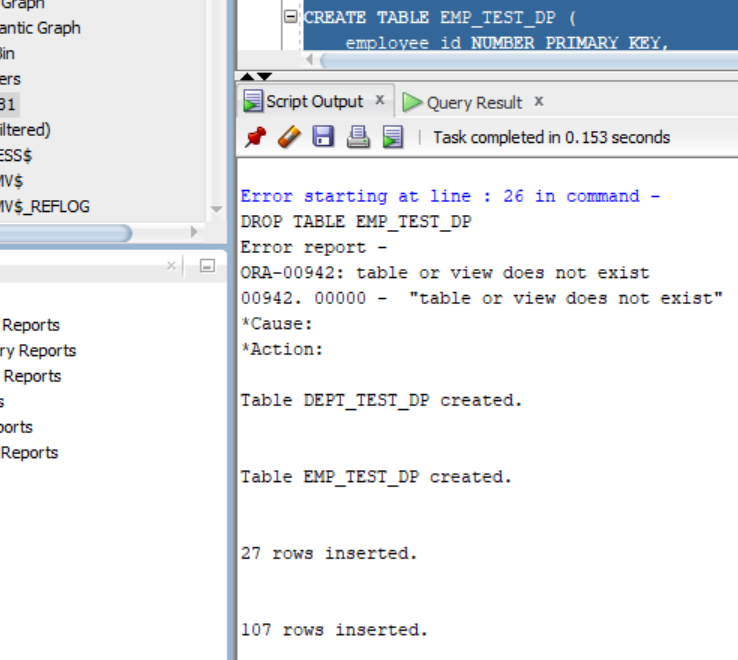 Graph
antic Graph
Bin
ers
B1
iltered)
ESS$
MV$
MV$_REFLOG
Reports
ry Reports
Reports
s
ports
Reports
CREATE TABLE EMP_TEST_DP (
employee_id NUMBER PRIMARY KEY,
Script Output x Query Result x
Task completed in 0.153 seconds
Error starting at line : 26 in command -
DROP TABLE EMP_TEST_DP
Error report -
ORA-00942: table or view does not exist
00942. 00000 - "table or view does not exist"
*Cause:
*Action:
Table DEPT_TEST_DP created.
Table EMP_TEST_DP created.
27 rows inserted.
107 rows inserted.